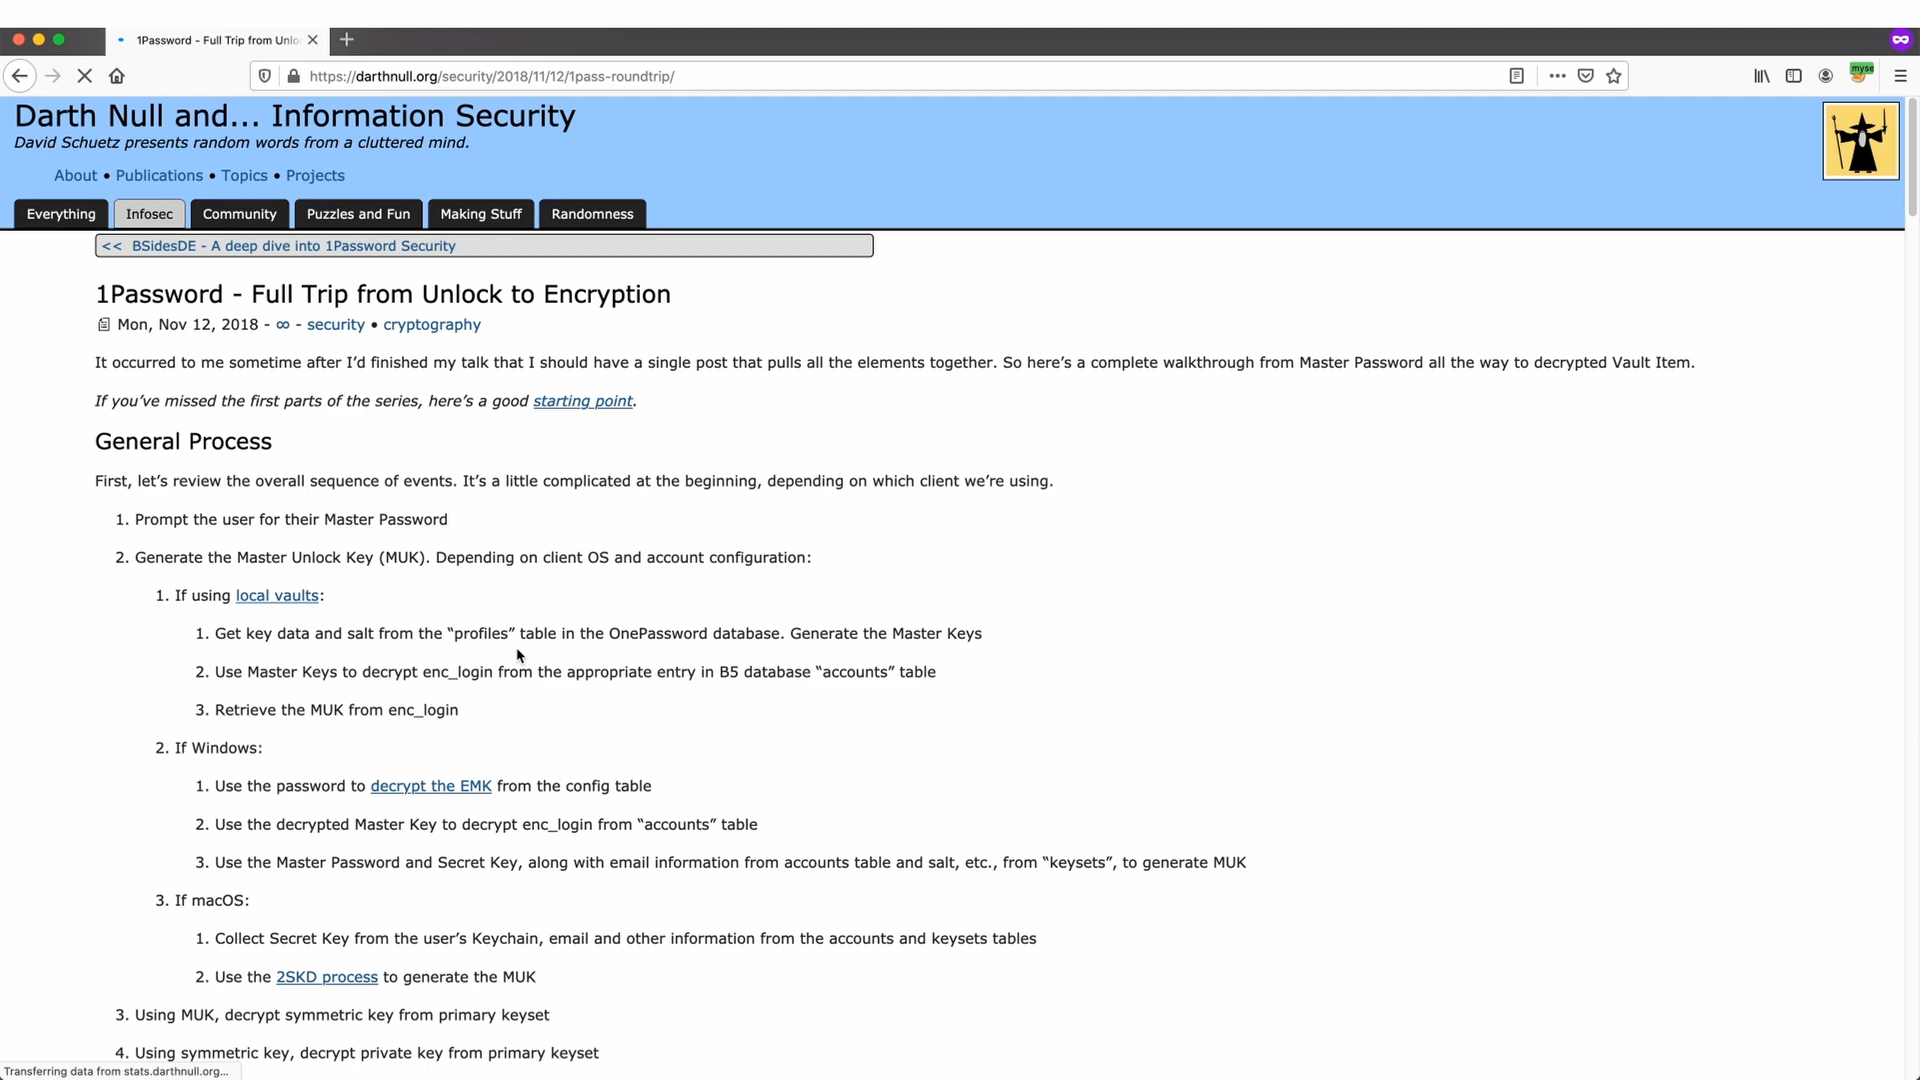 1Password - Full Trip from Unlo
myse
https://darthnull.org/security/2018/11/12/1pass-roundtrip/
Darth Null and... Information Security
David Schuetz presents random words from a cluttered mind.
About • Publications • Topics • Projects
Everything Infosec Community Puzzles and Fun Making Stuff Randomness
<< BSidesDE - A deep dive into 1Password Security
1Password - Full Trip from Unlock to Encryption
Mon, Nov 12, 2018 - ∞ - security • cryptography
It occurred to me sometime after I’d finished my talk that I should have a single post that pulls all the elements together. So here’s a complete walkthrough from Master Password all the way to decrypted Vault Item.
If you’ve missed the first parts of the series, here’s a good starting point.
General Process
First, let’s review the overall sequence of events. It’s a little complicated at the beginning, depending on which client we’re using.
1. Prompt the user for their Master Password
2. Generate the Master Unlock Key (MUK). Depending on client OS and account configuration:
1. If using local vaults:
1. Get key data and salt from the “profiles” table in the OnePassword database. Generate the Master Keys
2. Use Master Keys to decrypt enc_login from the appropriate entry in B5 database “accounts” table
3. Retrieve the MUK from enc_login
2. If Windows:
1. Use the password to decrypt the EMK from the config table
2. Use the decrypted Master Key to decrypt enc_login from “accounts” table
3. Use the Master Password and Secret Key, along with email information from accounts table and salt, etc., from “keysets”, to generate MUK
3. If macOS:
1. Collect Secret Key from the user’s Keychain, email and other information from the accounts and keysets tables
2. Use the 2SKD process to generate the MUK
3. Using MUK, decrypt symmetric key from primary keyset
4. Using symmetric key, decrypt private key from primary keyset
Transferring data from stats.darthnull.org...